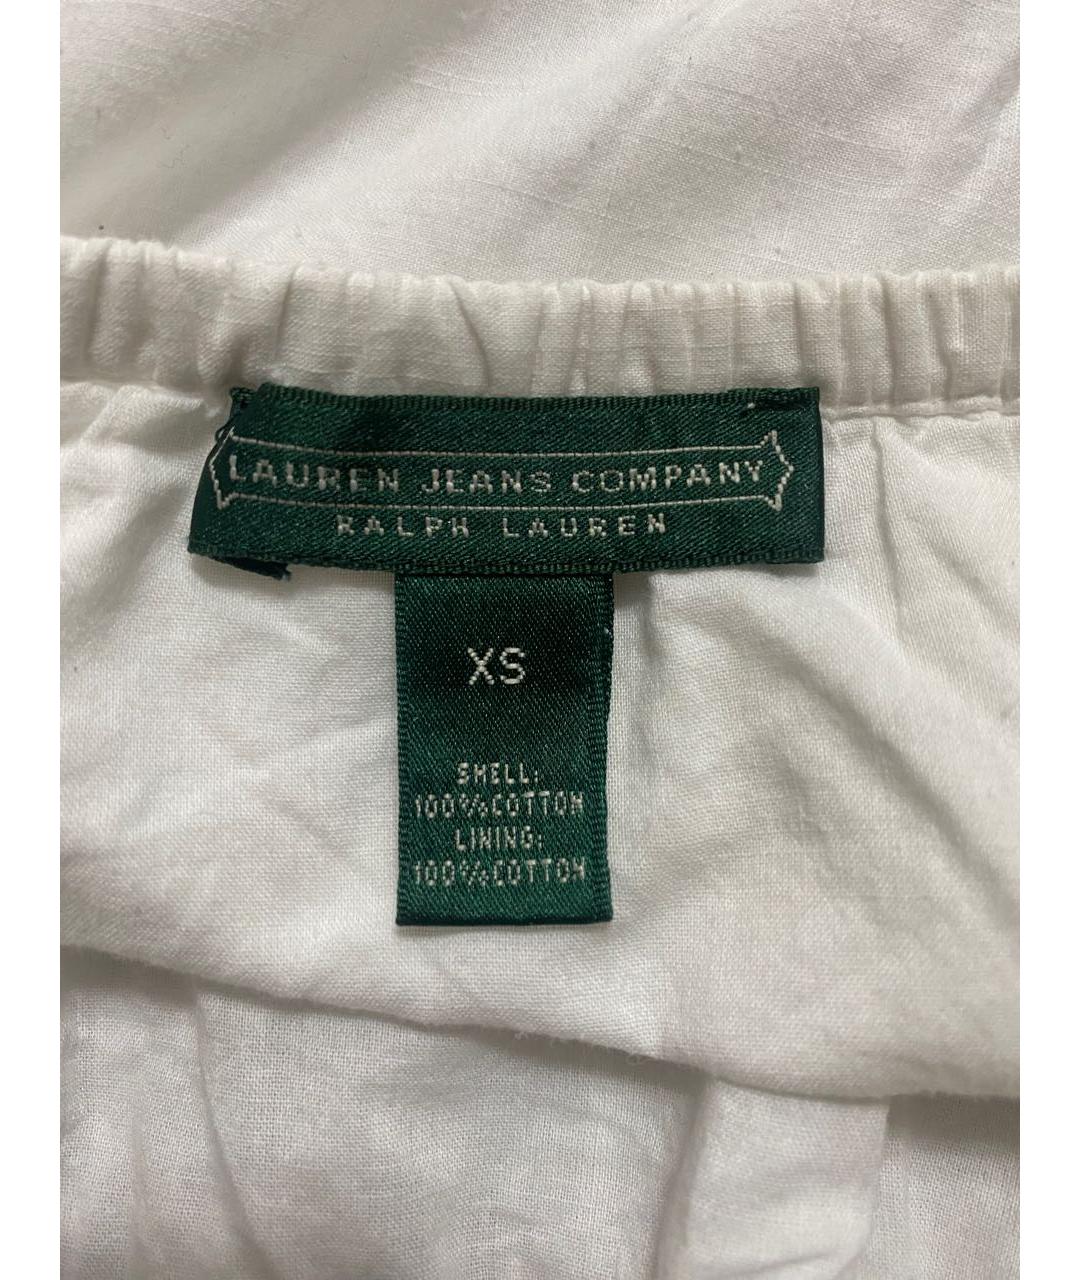 LAUREN JEANS COMPANY
RALPH LAUREN
XS
SHELL:
100%COTTON
LINING:
100%COTTON